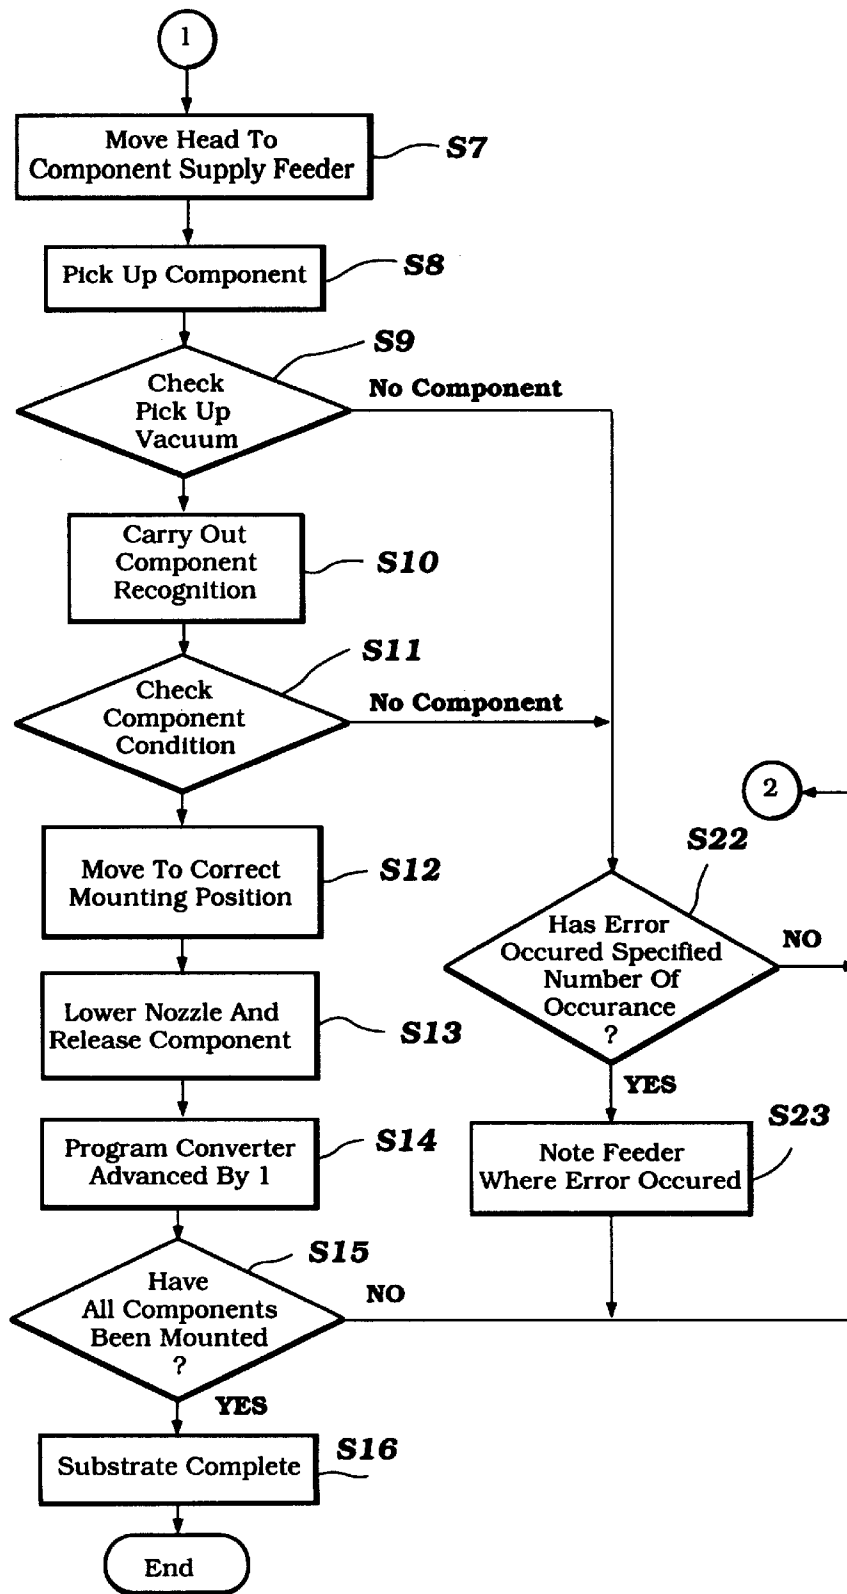 1
Move Head To
Component Supply Feeder
S7
Pick Up Component
S8
Check
Pick Up
Vacuum
S9
No Component
Carry Out
Component
Recognition
S10
Check
Component
Condition
S11
No Component
2
Move To Correct
Mounting Position
S12
Has Error
Occured Specified
Number Of
Occurance
?
S22
NO
YES
Lower Nozzle And
Release Component
S13
Program Converter
Advanced By 1
S14
Note Feeder
Where Error Occured
S23
Have
All Components
Been Mounted
?
S15
NO
YES
Substrate Complete
S16
End